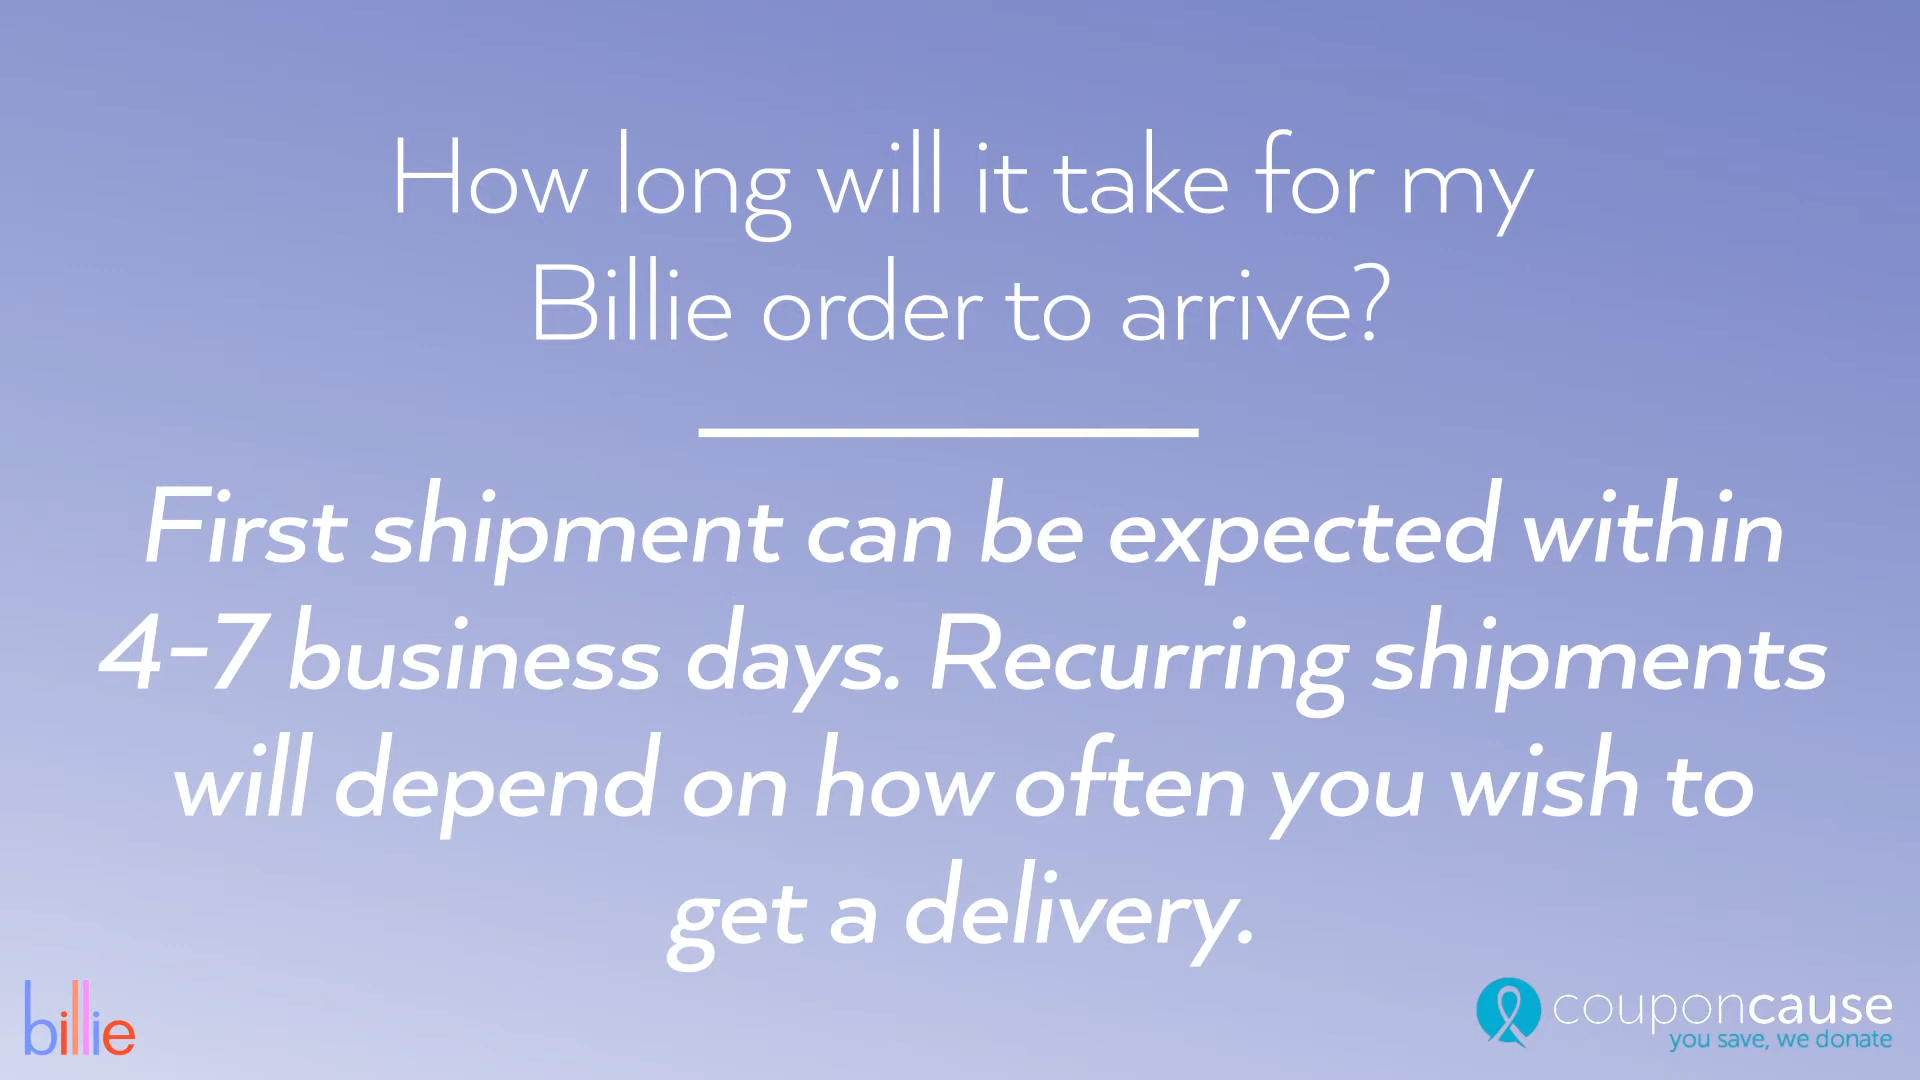 How long will it take for my
Billie order to arrive?
First shipment can be expected within
4-7 business days. Recurring shipments
will depend on how often you wish to
get a delivery.
billie
couponcause
you save, we donate